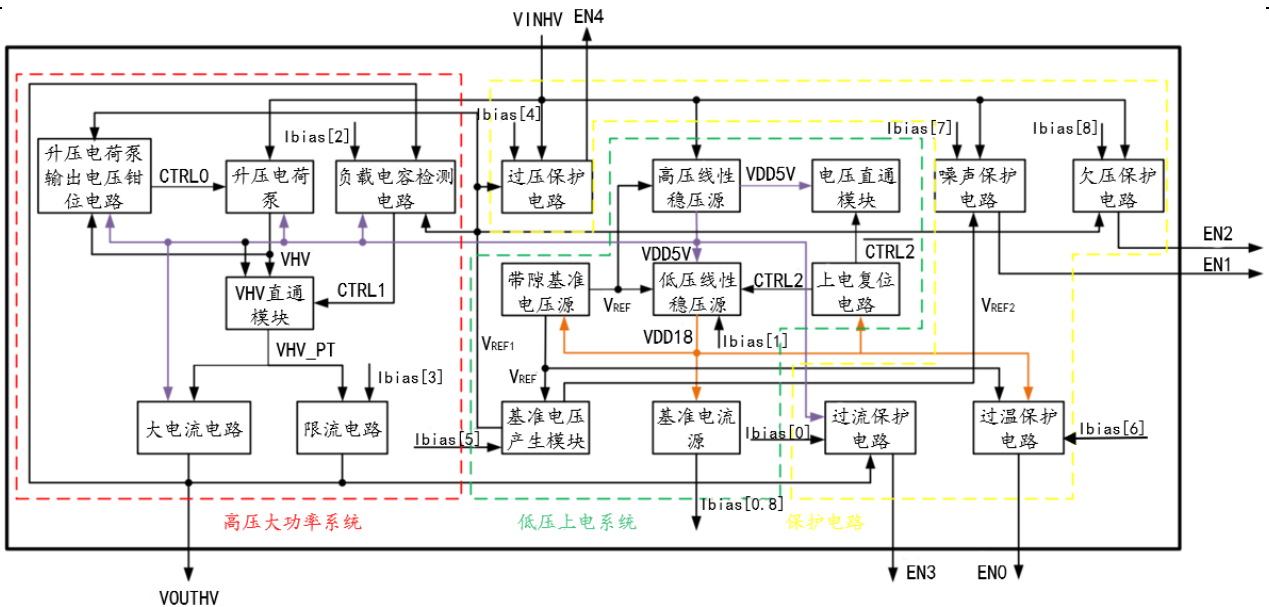 VINHV
EN4
Ibias[4]
Ibias[2]
Ibias[7]
Ibias[8]
升压电荷泵
输出电压钳
位电路
CTRL0
升压电荷
泵
负载电容检测
电路
过压保护
电路
高压线性
稳压源
VDD5V
电压直通
模块
噪声保护
电路
欠压保护
电路
EN2
EN1
VHV
VDD5V
CTRL2
VHV直通
模块
CTRL1
带隙基准
电压源
VREF
低压线性
稳压源
CTRL2
上电复位
电路
VREF2
Ibias[1]
VDD18
VREF1
VHV_PT
VREF
Ibias[3]
大电流电路
限流电路
Ibias[5]
基准电压
产生模块
基准电流
源
Ibias[0]
过流保护
电路
过温保护
电路
Ibias[6]
Ibias[0.8]
高压大功率系统
低压上电系统
保护电路
EN3
EN0
VOUTHV